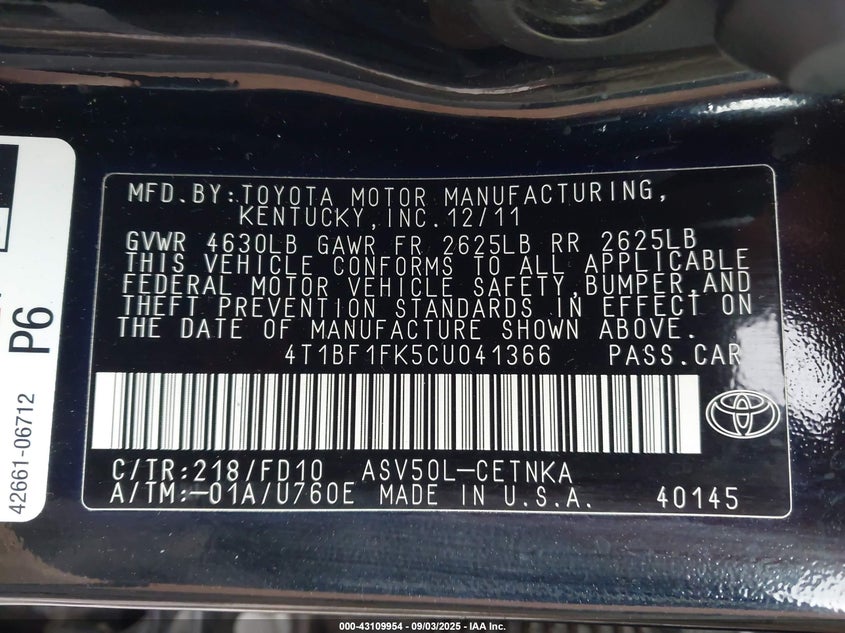 MFD.BY:TOYOTA MOTOR MANUFACTURING,
KENTUCKY,INC.12/11
GVWR 4630LB GAWR FR 2625LB RR 2625LB
THIS VEHICLE CONFORMS TO ALL APPLICABLE
FEDERAL MOTOR VEHICLE SAFETY,BUMPER,AND
THEFT PREVENTION STANDARDS IN EFFECT ON
THE DATE OF MANUFACTURE SHOWN ABOVE.
4T1BF1FK5CU041366 PASS.CAR
C/TR:218/FD10 ASV50L-CETNKA
A/TM:-01A/U760E MADE IN U.S.A. 40145
P6
42661-06712
000-43109954 - 09/03/2025 - IAA Inc.